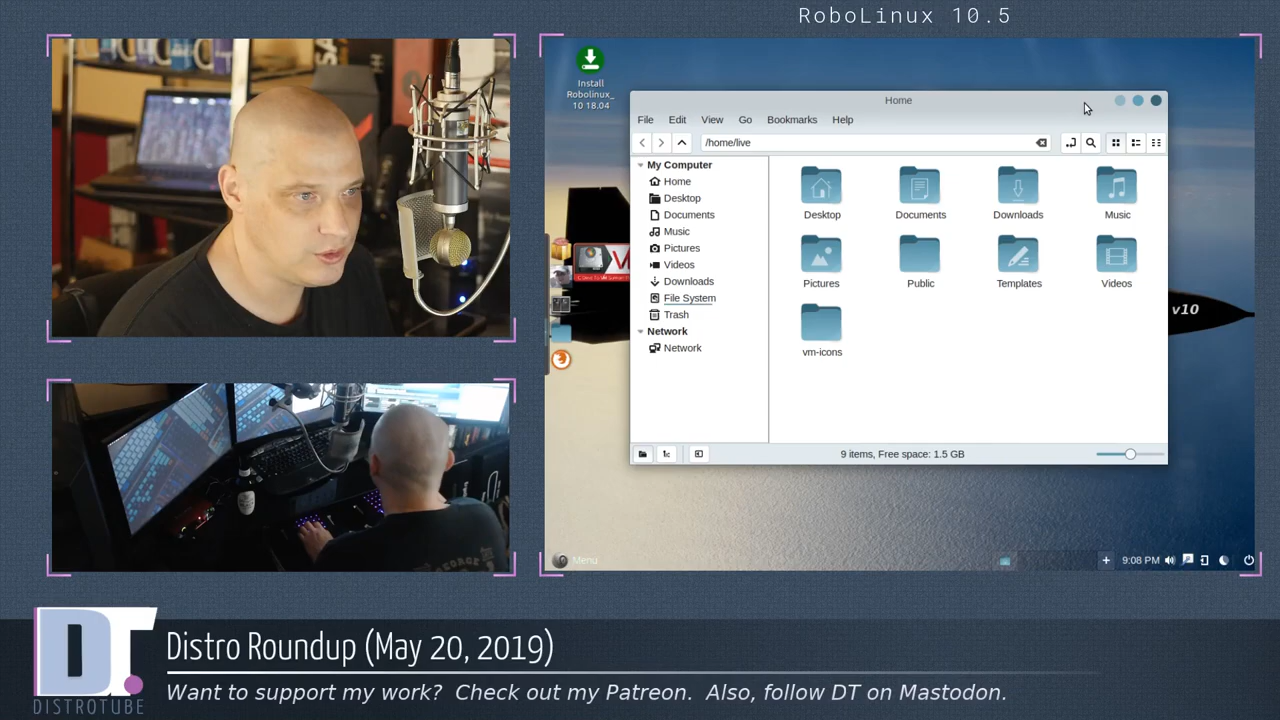 RoboLinux 10.5
Install
Robolinux_
10 18.04
Home
File Edit View Go Bookmarks Help
/home/live
My Computer
Home
Desktop
Documents
Music
Pictures
Videos
Downloads
File System
Trash
Network
Network
Desktop Documents Downloads Music
Pictures Public Templates Videos
vm-icons
9 items, Free space: 1.5 GB
v10
Menu
9:08 PM
DT
DISTROTUBE
Distro Roundup (May 20, 2019)
Want to support my work? Check out my Patreon. Also, follow DT on Mastodon.